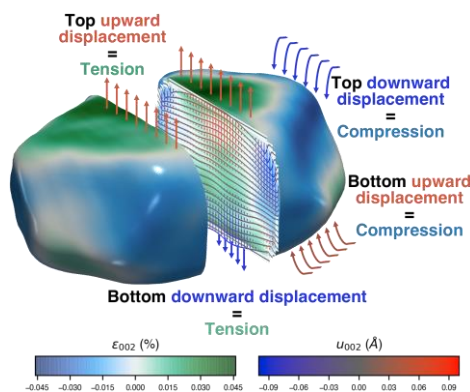 Top upward
displacement
=
Tension
Top downward
displacement
=
Compression
Bottom upward
displacement
=
Compression
Bottom downward displacement
=
Tension
ε002 (%)
−0.045 −0.030 −0.015 0.000 0.015 0.030 0.045
u002 (Å)
−0.09 −0.06 −0.03 0.00 0.03 0.06 0.09